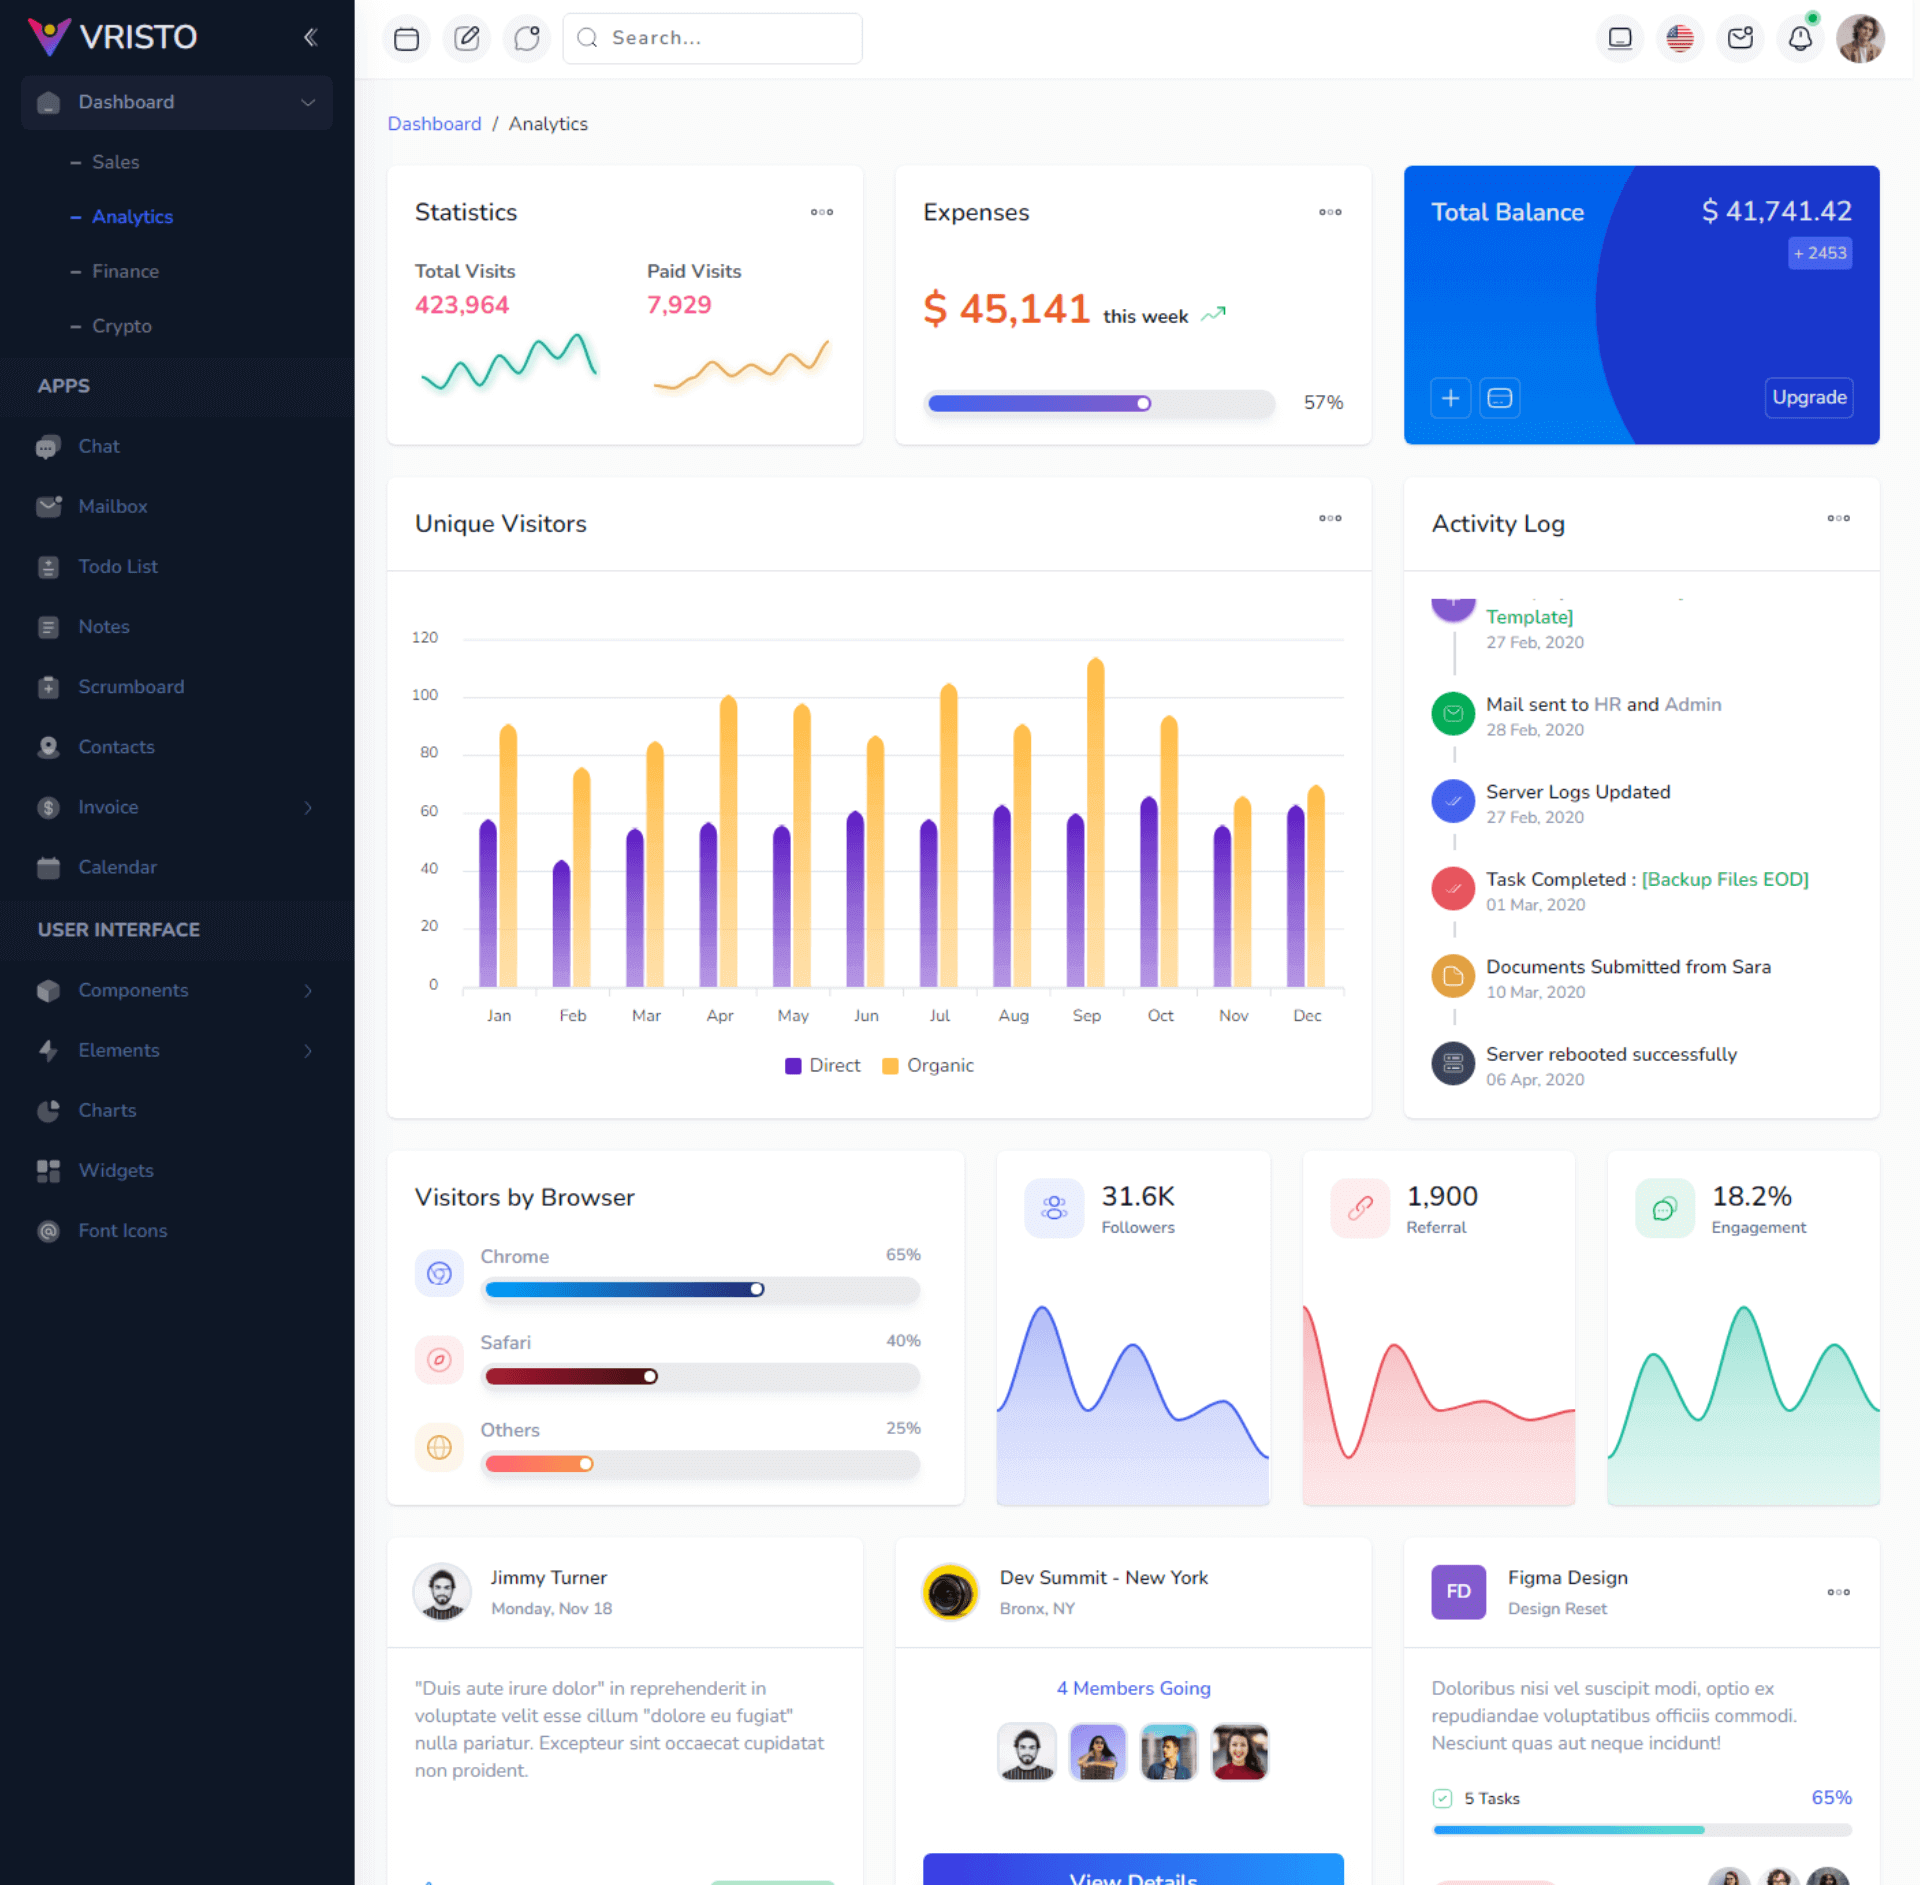 VRISTO
Dashboard
Sales
Analytics
Finance
Crypto
APPS
Chat
Mailbox
Todo List
Notes
Scrumboard
Contacts
Invoice
Calendar
USER INTERFACE
Components
Elements
Charts
Widgets
Font Icons
Search...
Dashboard / Analytics
Statistics
Total Visits
423,964
Paid Visits
7,929
Expenses
$ 45,141 this week
57%
Total Balance
$ 41,741.42
+ 2453
Upgrade
Unique Visitors
120
100
80
60
40
20
0
Jan Feb Mar Apr May Jun Jul Aug Sep Oct Nov Dec
Direct Organic
Activity Log
Template]
27 Feb, 2020
Mail sent to HR and Admin
28 Feb, 2020
Server Logs Updated
27 Feb, 2020
Task Completed : [Backup Files EOD]
01 Mar, 2020
Documents Submitted from Sara
10 Mar, 2020
Server rebooted successfully
06 Apr, 2020
Visitors by Browser
Chrome 65%
Safari 40%
Others 25%
31.6K
Followers
1,900
Referral
18.2%
Engagement
Jimmy Turner
Monday, Nov 18
"Duis aute irure dolor" in reprehenderit in
voluptate velit esse cillum "dolore eu fugiat"
nulla pariatur. Excepteur sint occaecat cupidatat
non proident.
Dev Summit - New York
Bronx, NY
4 Members Going
View Details
FD
Figma Design
Design Reset
Doloribus nisi vel suscipit modi, optio ex
repudiandae voluptatibus officiis commodi.
Nesciunt quas aut neque incidunt!
5 Tasks 65%